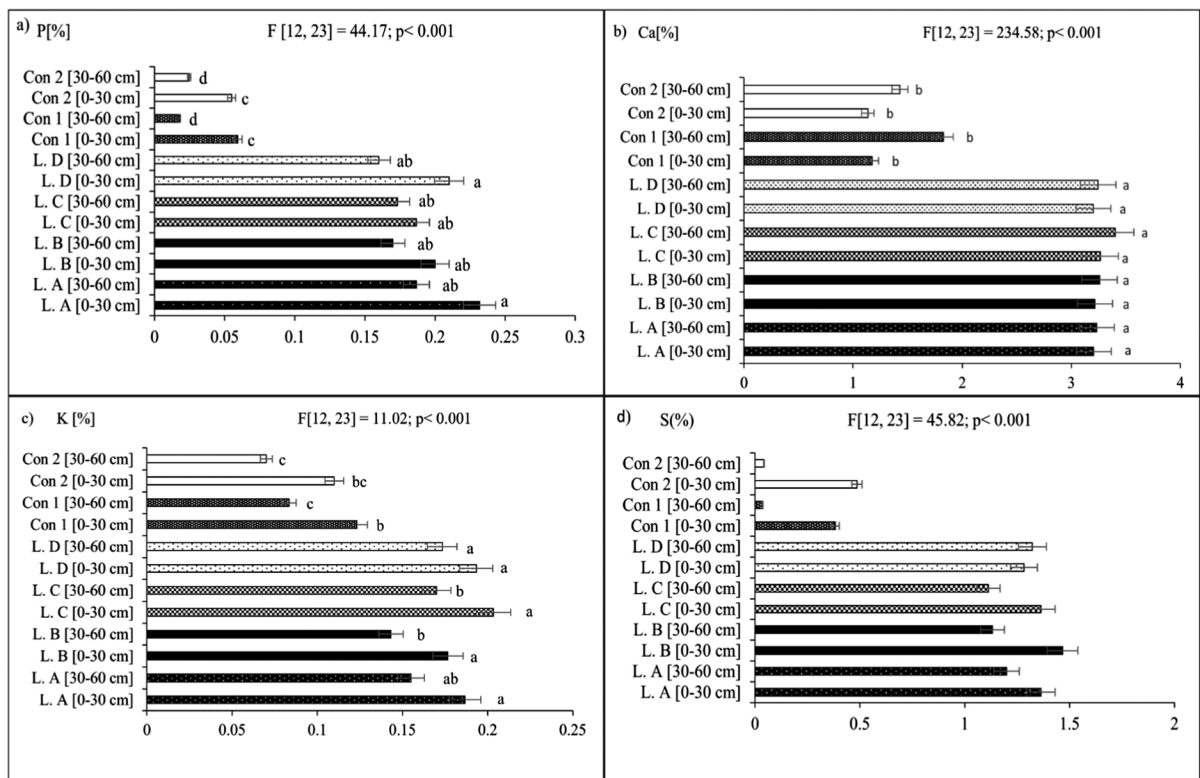 a) P[%] F [12, 23] = 44.17; p< 0.001
Con 2 [30-60 cm] d
Con 2 [0-30 cm] c
Con 1 [30-60 cm] d
Con 1 [0-30 cm] c
L. D [30-60 cm] ab
L. D [0-30 cm] a
L. C [30-60 cm] ab
L. C [0-30 cm] ab
L. B [30-60 cm] ab
L. B [0-30 cm] ab
L. A [30-60 cm] ab
L. A [0-30 cm] a
0 0.05 0.1 0.15 0.2 0.25 0.3
b) Ca[%] F[12, 23] = 234.58; p< 0.001
Con 2 [30-60 cm] b
Con 2 [0-30 cm] b
Con 1 [30-60 cm] b
Con 1 [0-30 cm] b
L. D [30-60 cm] a
L. D [0-30 cm] a
L. C [30-60 cm] a
L. C [0-30 cm] a
L. B [30-60 cm] a
L. B [0-30 cm] a
L. A [30-60 cm] a
L. A [0-30 cm] a
0 1 2 3 4
c) K [%] F[12, 23] = 11.02; p< 0.001
Con 2 [30-60 cm] c
Con 2 [0-30 cm] bc
Con 1 [30-60 cm] c
Con 1 [0-30 cm] b
L. D [30-60 cm] a
L. D [0-30 cm] a
L. C [30-60 cm] b
L. C [0-30 cm] a
L. B [30-60 cm] b
L. B [0-30 cm] a
L. A [30-60 cm] ab
L. A [0-30 cm] a
0 0.05 0.1 0.15 0.2 0.25
d) S(%) F[12, 23] = 45.82; p< 0.001
Con 2 [30-60 cm]
Con 2 [0-30 cm]
Con 1 [30-60 cm]
Con 1 [0-30 cm]
L. D [30-60 cm]
L. D [0-30 cm]
L. C [30-60 cm]
L. C [0-30 cm]
L. B [30-60 cm]
L. B [0-30 cm]
L. A [30-60 cm]
L. A [0-30 cm]
0 0.5 1 1.5 2